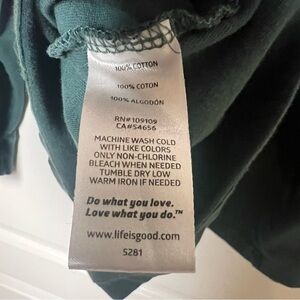 100% COTTON
100% COTON
100% ALGODÓN
RN#109109
CA#54656
MACHINE WASH COLD
WITH LIKE COLORS
ONLY NON-CHLORINE
BLEACH WHEN NEEDED
TUMBLE DRY LOW
WARM IRON IF NEEDED
Do what you love.
Love what you do.™
www.lifeisgood.com
5281